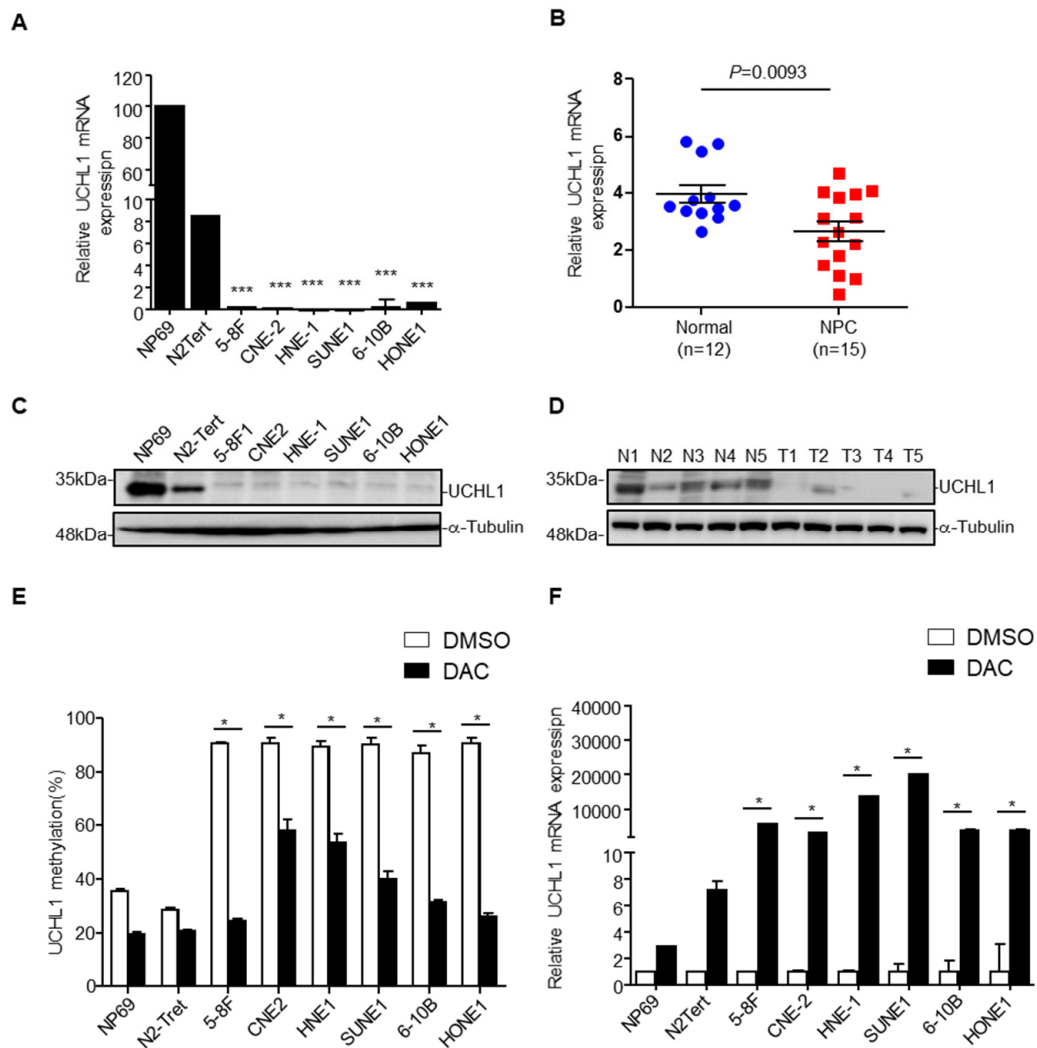 A
Relative UCHL1 mRNA
expressipn
120
100
80
60
10
8
6
4
2
0
***
***
***
***
***
***
NP69
N2Tert
5-8F
CNE-2
HNE-1
SUNE1
6-10B
HONE1
B
P=0.0093
Relative UCHL1 mRNA
expressipn
8
6
4
2
0
Normal
(n=12)
NPC
(n=15)
C
NP69
N2-Tert
5-8F1
CNE2
HNE-1
SUNE1
6-10B
HONE1
35kDa-
-UCHL1
48kDa-
-α-Tubulin
D
N1 N2 N3 N4 N5 T1 T2 T3 T4 T5
35kDa-
-UCHL1
48kDa-
-α-Tubulin
E
DMSO
DAC
UCHL1 methylation(%)
100
80
60
40
20
0
*
*
*
*
*
*
NP69
N2-Tret
5-8F
CNE2
HNE1
SUNE1
6-10B
HONE1
F
DMSO
DAC
Relative UCHL1 mRNA expressipn
40000
30000
20000
10000
10
8
6
4
2
0
*
*
*
*
*
*
NP69
N2Tert
5-8F
CNE-2
HNE-1
SUNE1
6-10B
HONE1